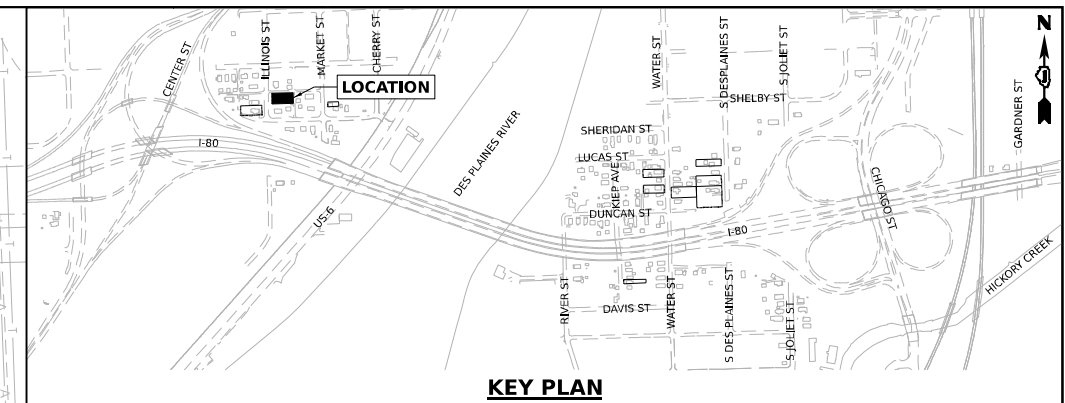 N
CENTER ST
ILLINOIS ST
MARKET ST
CHERRY ST
LOCATION
I-80
US-6
DES PLAINES RIVER
WATER ST
S DESPLAINES ST
S JOLIET ST
SHELBY ST
SHERIDAN ST
LUCAS ST
KIEP AVE
DUNCAN ST
I-80
CHICAGO ST
GARDNER ST
HICKORY CREEK
RIVER ST
DAVIS ST
WATER ST
S DES PLAINES ST
S JOLIET ST
KEY PLAN